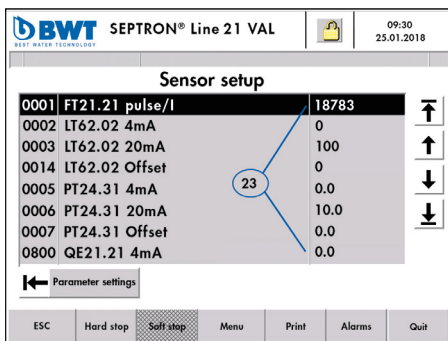 BWT
BEST WATER TECHNOLOGY
SEPTRON® Line 21 VAL
09:30
25.01.2018
Sensor setup
0001 FT21.21 pulse/I 18783
0002 LT62.02 4mA 0
0003 LT62.02 20mA 100
0014 LT62.02 Offset 0
0005 PT24.31 4mA 0.0
0006 PT24.31 20mA 10.0
0007 PT24.31 Offset 0.0
0800 QE21.21 4mA 0.0
23
Parameter settings
ESC Hard stop Soft stop Menu Print Alarms Quit